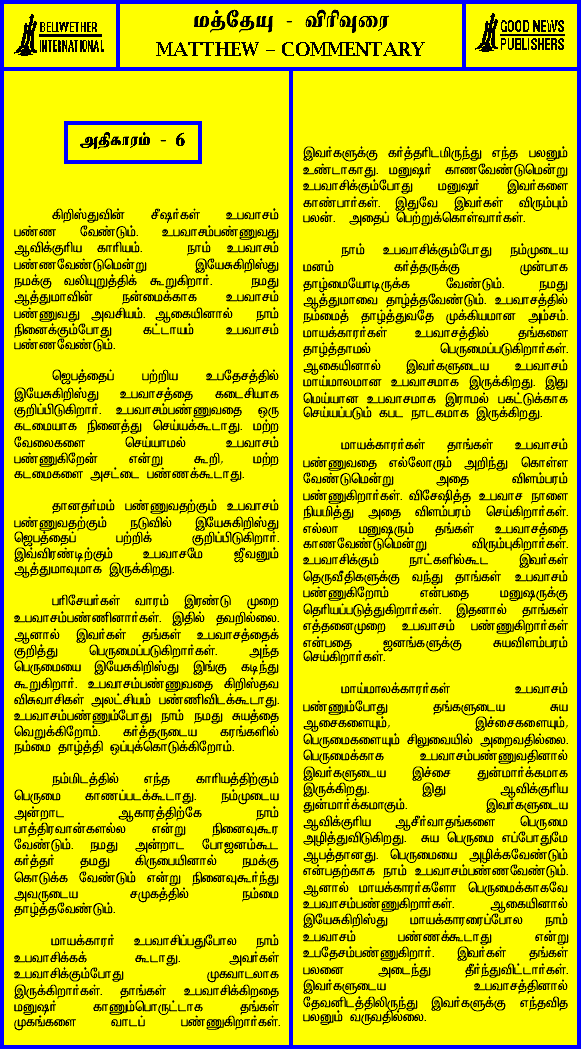 BELIWETHER
INTERNATIONAL
மத்தேயு - விரிவுரை
MATTHEW – COMMENTARY
GOOD NEWS
PUBLISHERS
அதிகாரம் - 6
கிறிஸ்துவின் சீஷர்கள் உபவாசம்
பண்ண வேண்டும். உபவாசம்பண்ணுவது
ஆவிக்குரிய காரியம். நாம் உபவாசம்
பண்ணவேண்டுமென்று இயேசுகிறிஸ்து
நமக்கு வலியுறுத்திக் கூறுகிறார். நமது
ஆத்துமாவின் நன்மைக்காக உபவாசம்
பண்ணுவது அவசியம். ஆகையினால் நாம்
நினைக்கும்போது கட்டாயம் உபவாசம்
பண்ணவேண்டும்.
ஜெபத்தைப் பற்றிய உபதேசத்தில்
இயேசுகிறிஸ்து உபவாசத்தை கடைசியாக
குறிப்பிடுகிறார். உபவாசம்பண்ணுவதை ஒரு
கடமையாக நினைத்து செய்யக்கூடாது. மற்ற
வேலைகளை செய்யாமல் உபவாசம்
பண்ணுகிறேன் என்று கூறி, மற்ற
கடமைகளை அசட்டை பண்ணக்கூடாது.
தானதர்மம் பண்ணுவதற்கும் உபவாசம்
பண்ணுவதற்கும் நடுவில் இயேசுகிறிஸ்து
ஜெபத்தைப் பற்றிக் குறிப்பிடுகிறார்.
இவ்விரண்டிற்கும் உபவாசமே ஜீவனும்
ஆத்துமாவுமாக இருக்கிறது.
பரிசேயர்கள் வாரம் இரண்டு முறை
உபவாசம்பண்ணினார்கள். இதில் தவறில்லை.
ஆனால் இவர்கள் தங்கள் உபவாசத்தைக்
குறித்து பெருமைப்படுகிறார்கள். அந்த
பெருமையை இயேசுகிறிஸ்து இங்கு கடிந்து
கூறுகிறார். உபவாசம்பண்ணுவதை கிறிஸ்தவ
விசுவாசிகள் அலட்சியம் பண்ணிவிடக்கூடாது.
உபவாசம்பண்ணும்போது நாம் நமது சுயத்தை
வெறுக்கிறோம். கர்த்தருடைய கரங்களில்
நம்மை தாழ்த்தி ஒப்புக்கொடுக்கிறோம்.
நம்மிடத்தில் எந்த காரியத்திற்கும்
பெருமை காணப்படக்கூடாது. நம்முடைய
அன்றாட ஆகாரத்திற்கே நாம்
பாத்திரவான்களல்ல என்று நினைவுகூர
வேண்டும். நமது அன்றாட போஜனம்கூட
கர்த்தர் தமது கிருபையினால் நமக்கு
கொடுக்க வேண்டும் என்று நினைவுகூர்ந்து
அவருடைய சமுகத்தில் நம்மை
தாழ்த்தவேண்டும்.
மாயக்காரர் உபவாசிப்பதுபோல நாம்
உபவாசிக்கக் கூடாது. அவர்கள்
உபவாசிக்கும்போது முகவாடலாக
இருக்கிறார்கள். தாங்கள் உபவாசிக்கிறதை
மனுஷர் காணும்பொருட்டாக தங்கள்
முகங்களை வாடப் பண்ணுகிறார்கள்.
இவர்களுக்கு கர்த்தரிடமிருந்து எந்த பலனும்
உண்டாகாது. மனுஷர் காணவேண்டுமென்று
உபவாசிக்கும்போது மனுஷர் இவர்களை
காண்பார்கள். இதுவே இவர்கள் விரும்பும்
பலன். அதைப் பெற்றுக்கொள்வார்கள்.
நாம் உபவாசிக்கும்போது நம்முடைய
மனம் கர்த்தருக்கு முன்பாக
தாழ்மையோடிருக்க வேண்டும். நமது
ஆத்துமாவை தாழ்த்தவேண்டும். உபவாசத்தில்
நம்மைத் தாழ்த்துவதே முக்கியமான அம்சம்.
மாயக்காரர்கள் உபவாசத்தில் தங்களை
தாழ்த்தாமல் பெருமைப்படுகிறார்கள்.
ஆகையினால் இவர்களுடைய உபவாசம்
மாய்மாலமான உபவாசமாக இருக்கிறது. இது
மெய்யான உபவாசமாக இராமல் பகட்டுக்காக
செய்யப்படும் கபட நாடகமாக இருக்கிறது.
மாயக்காரர்கள் தாங்கள் உபவாசம்
பண்ணுவதை எல்லோரும் அறிந்து கொள்ள
வேண்டுமென்று அதை விளம்பரம்
பண்ணுகிறார்கள். விசேஷித்த உபவாச நாளை
நியமித்து அதை விளம்பரம் செய்கிறார்கள்.
எல்லா மனுஷரும் தங்கள் உபவாசத்தை
காணவேண்டுமென்று விரும்புகிறார்கள்.
உபவாசிக்கும் நாட்களில்கூட இவர்கள்
தெருவீதிகளுக்கு வந்து தாங்கள் உபவாசம்
பண்ணுகிறோம் என்பதை மனுஷருக்கு
தெரியப்படுத்துகிறார்கள். இதனால் தாங்கள்
எத்தனைமுறை உபவாசம் பண்ணுகிறார்கள்
என்பதை ஜனங்களுக்கு சுயவிளம்பரம்
செய்கிறார்கள்.
மாய்மாலக்காரர்கள் உபவாசம்
பண்ணும்போது தங்களுடைய சுய
ஆசைகளையும், இச்சைகளையும்,
பெருமைகளையும் சிலுவையில் அறைவதில்லை.
பெருமைக்காக உபவாசம்பண்ணுவதினால்
இவர்களுடைய இச்சை துன்மார்க்கமாக
இருக்கிறது. இது ஆவிக்குரிய
துன்மார்க்கமாகும். இவர்களுடைய
ஆவிக்குரிய ஆசீர்வாதங்களை பெருமை
அழித்துவிடுகிறது. சுய பெருமை எப்போதுமே
ஆபத்தானது. பெருமையை அழிக்கவேண்டும்
என்பதற்காக நாம் உபவாசம்பண்ணவேண்டும்.
ஆனால் மாயக்காரர்களோ பெருமைக்காகவே
உபவாசம்பண்ணுகிறார்கள். ஆகையினால்
இயேசுகிறிஸ்து மாயக்காரரைப்போல நாம்
உபவாசம் பண்ணக்கூடாது என்று
உபதேசம்பண்ணுகிறார். இவர்கள் தங்கள்
பலனை அடைந்து தீர்ந்துவிட்டார்கள்.
இவர்களுடைய உபவாசத்தினால்
தேவனிடத்திலிருந்து இவர்களுக்கு எந்தவித
பலனும் வருவதில்லை.